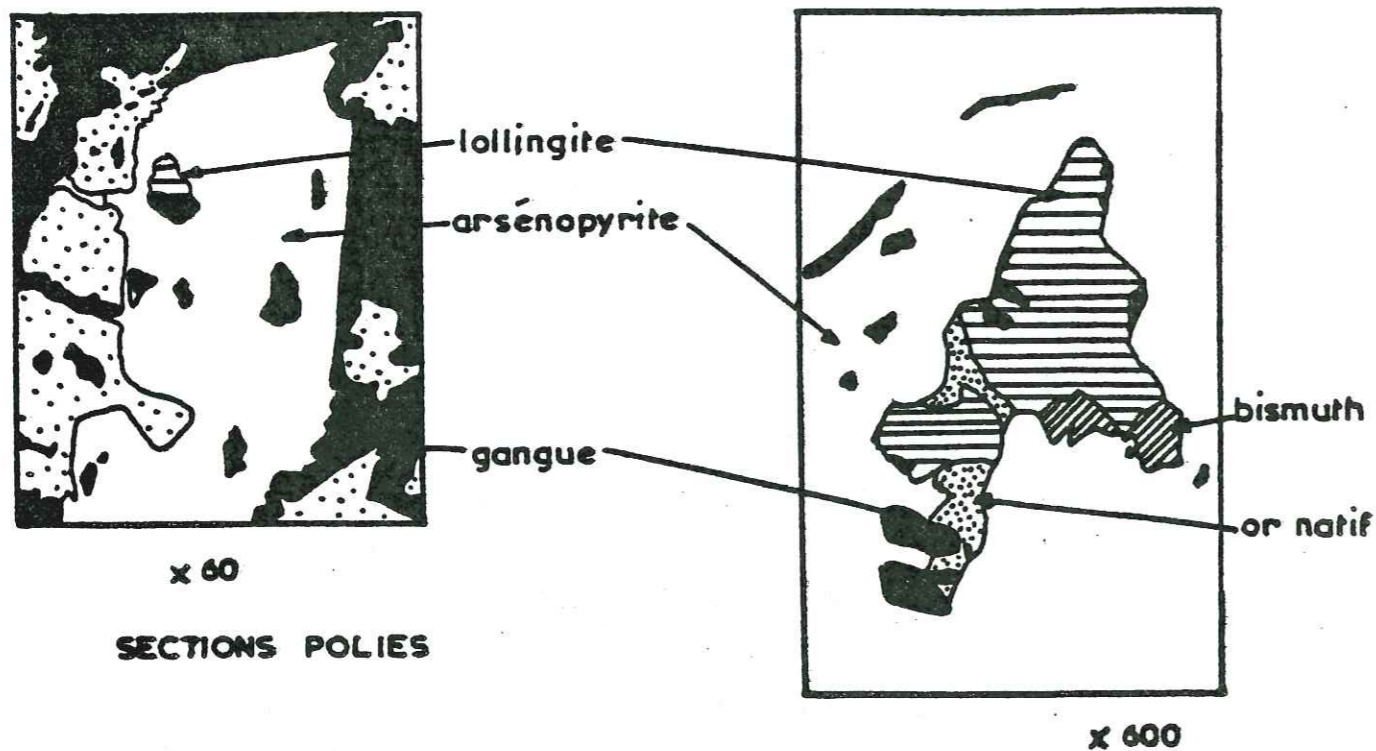 lollingite
arsénopyrite
bismuth
gangue
or natif
x 60
SECTIONS POLIES
x 600